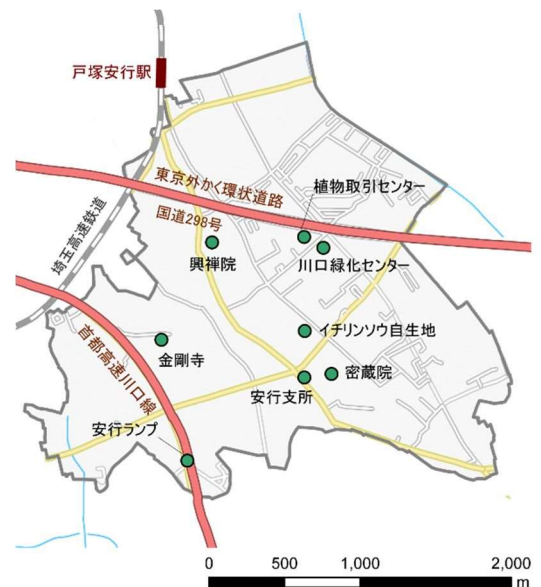 戸塚安行駅
東京外かく環状道路
植物取引センター
国道298号
埼玉高速鉄道
興禅院
川口緑化センター
首都高速川口線
金剛寺
イチリンソウ自生地
密蔵院
安行支所
安行ランプ
0 500 1,000 2,000
m